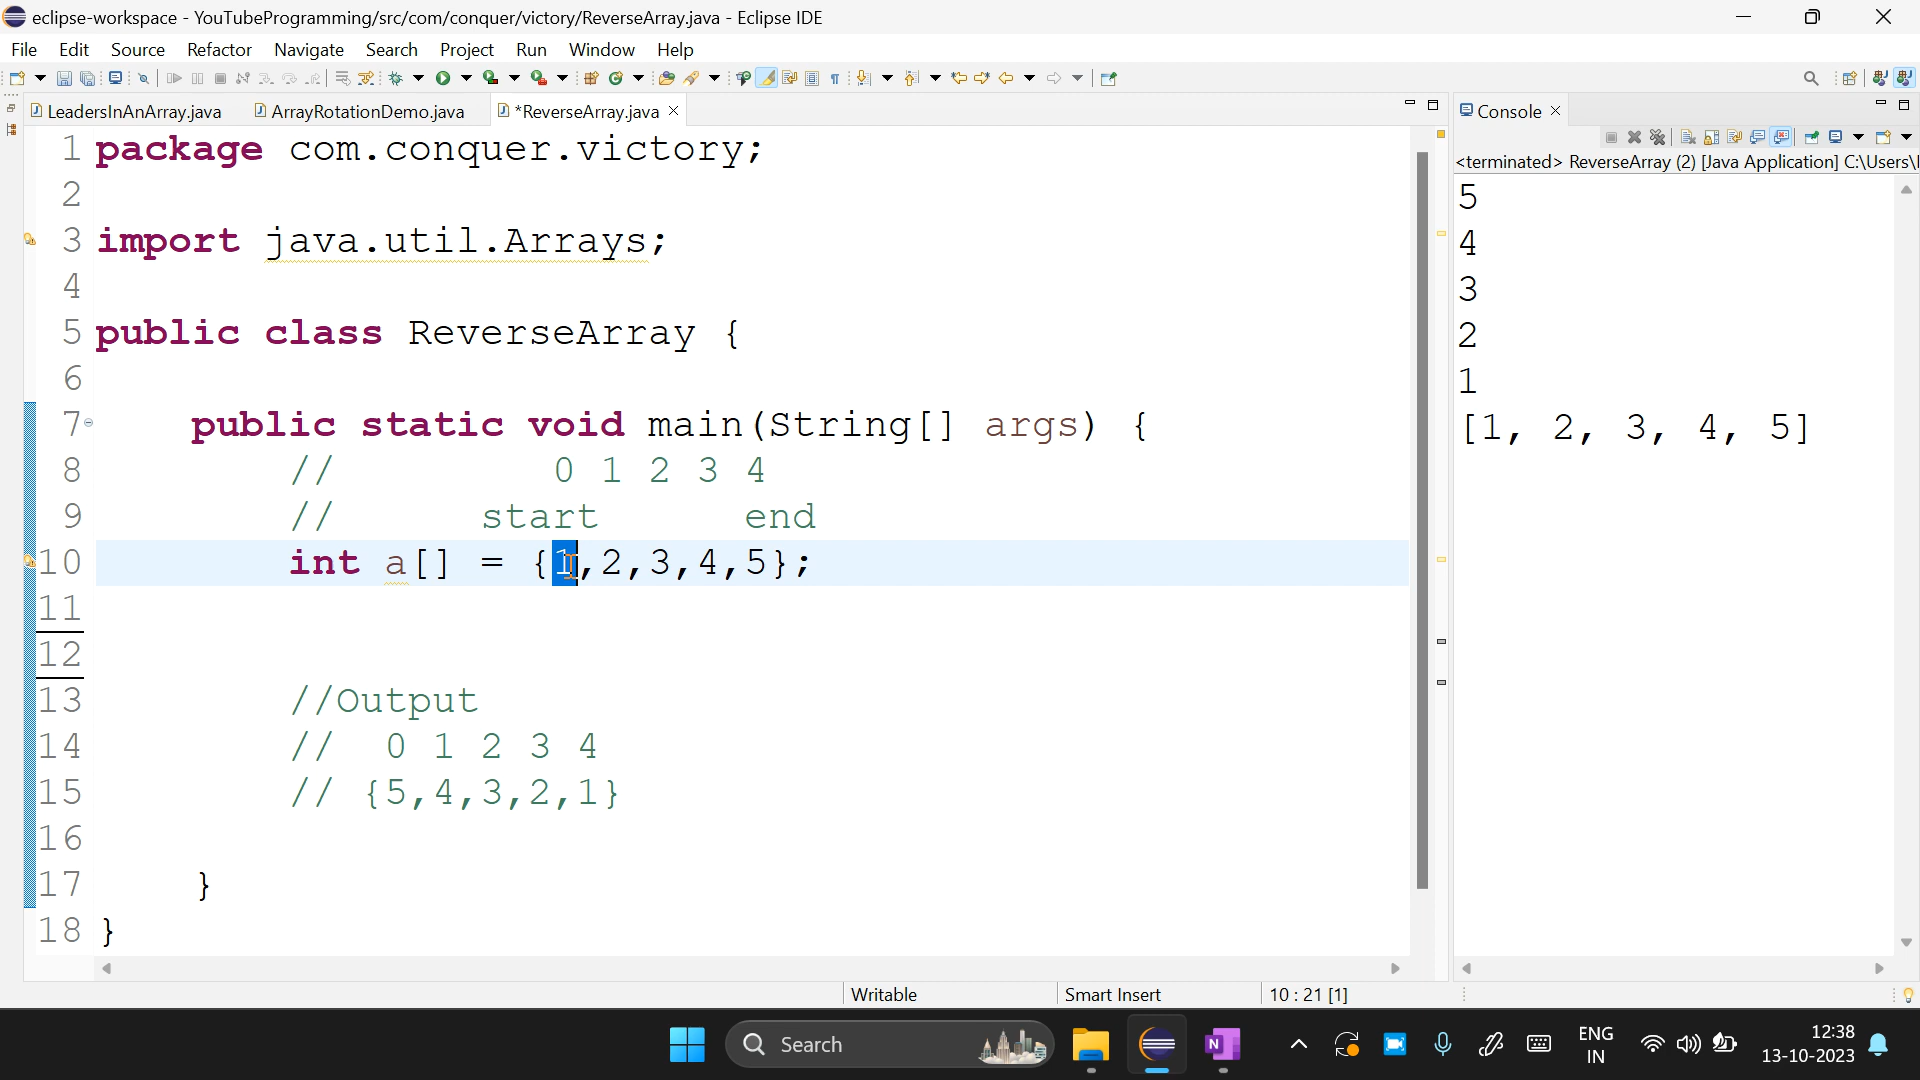 eclipse-workspace - YouTubeProgramming/src/com/conquer/victory/ReverseArray.java - Eclipse IDE
File Edit Source Refactor Navigate Search Project Run Window Help
LeadersInAnArray.java ArrayRotationDemo.java *ReverseArray.java
1 package com.conquer.victory;
2
3 import java.util.Arrays;
4
5 public class ReverseArray {
6
7 public static void main(String[] args) {
8 // 0 1 2 3 4
9 // start end
10 int a[] = {1,2,3,4,5};
11
12
13 //Output
14 // 0 1 2 3 4
15 // {5,4,3,2,1}
16
17 }
18 }
Console
<terminated> ReverseArray (2) [Java Application] C:\Users\
5
4
3
2
1
[1, 2, 3, 4, 5]
Writable Smart Insert 10 : 21 [1]
Search
N
ENG
IN
12:38
13-10-2023